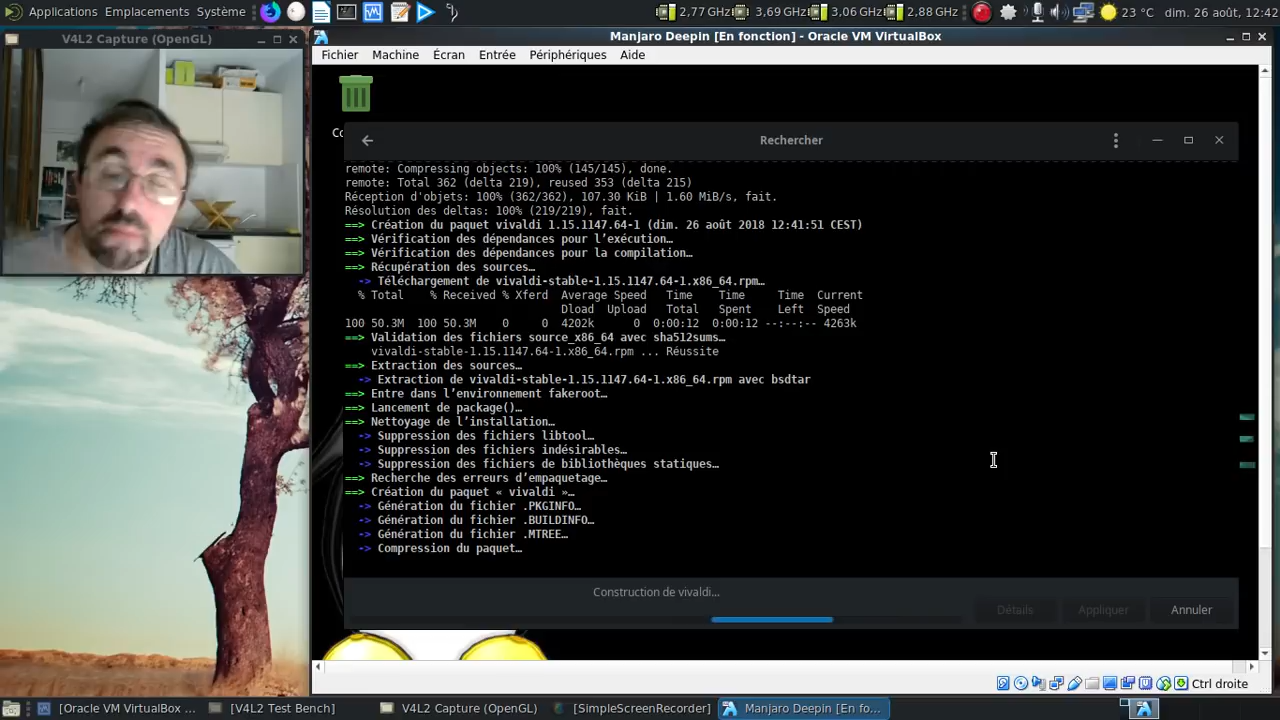 Applications Emplacements Système
2,77 GHz 3,69 GHz 3,06 GHz 2,88 GHz
23 °C dim. 26 août, 12:42
V4L2 Capture (OpenGL)
Manjaro Deepin [En fonction] - Oracle VM VirtualBox
Fichier Machine Écran Entrée Périphériques Aide
Rechercher
remote: Compressing objects: 100% (145/145), done.
remote: Total 362 (delta 219), reused 353 (delta 215)
Réception d'objets: 100% (362/362), 107.30 KiB | 1.60 MiB/s, fait.
Résolution des deltas: 100% (219/219), fait.
==> Création du paquet vivaldi 1.15.1147.64-1 (dim. 26 août 2018 12:41:51 CEST)
==> Vérification des dépendances pour l’exécution…
==> Vérification des dépendances pour la compilation…
==> Récupération des sources…
-> Téléchargement de vivaldi-stable-1.15.1147.64-1.x86_64.rpm…
% Total % Received % Xferd Average Speed Time Time Time Current
Dload Upload Total Spent Left Speed
100 50.3M 100 50.3M 0 0 4202k 0 0:00:12 0:00:12 --:--:-- 4263k
==> Validation des fichiers source_x86_64 avec sha512sums…
vivaldi-stable-1.15.1147.64-1.x86_64.rpm ... Réussite
==> Extraction des sources…
-> Extraction de vivaldi-stable-1.15.1147.64-1.x86_64.rpm avec bsdtar
==> Entre dans l’environnement fakeroot…
==> Lancement de package()…
==> Nettoyage de l’installation…
-> Suppression des fichiers libtool…
-> Suppression des fichiers indésirables…
-> Suppression des fichiers de bibliothèques statiques…
==> Recherche des erreurs d’empaquetage…
==> Création du paquet « vivaldi »…
-> Génération du fichier .PKGINFO…
-> Génération du fichier .BUILDINFO…
-> Génération du fichier .MTREE…
-> Compression du paquet…
Construction de vivaldi...
Détails Appliquer Annuler
Ctrl droite
[Oracle VM VirtualBox ... [V4L2 Test Bench] V4L2 Capture (OpenGL) [SimpleScreenRecorder] Manjaro Deepin [En fo...